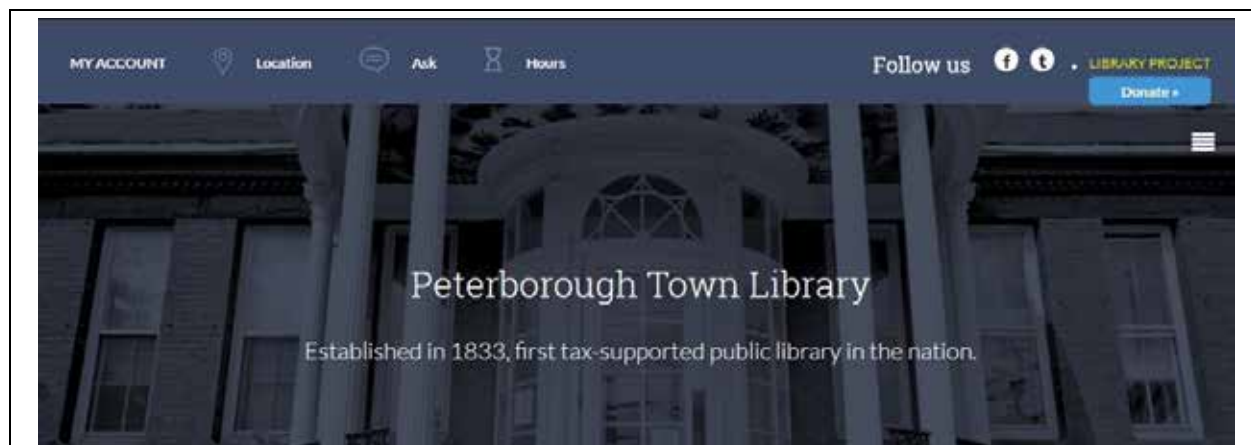 MY ACCOUNT Location Ask Hours Follow us f t . LIBRARY PROJECT
Donate »
Peterborough Town Library
Established in 1833, first tax-supported public library in the nation.